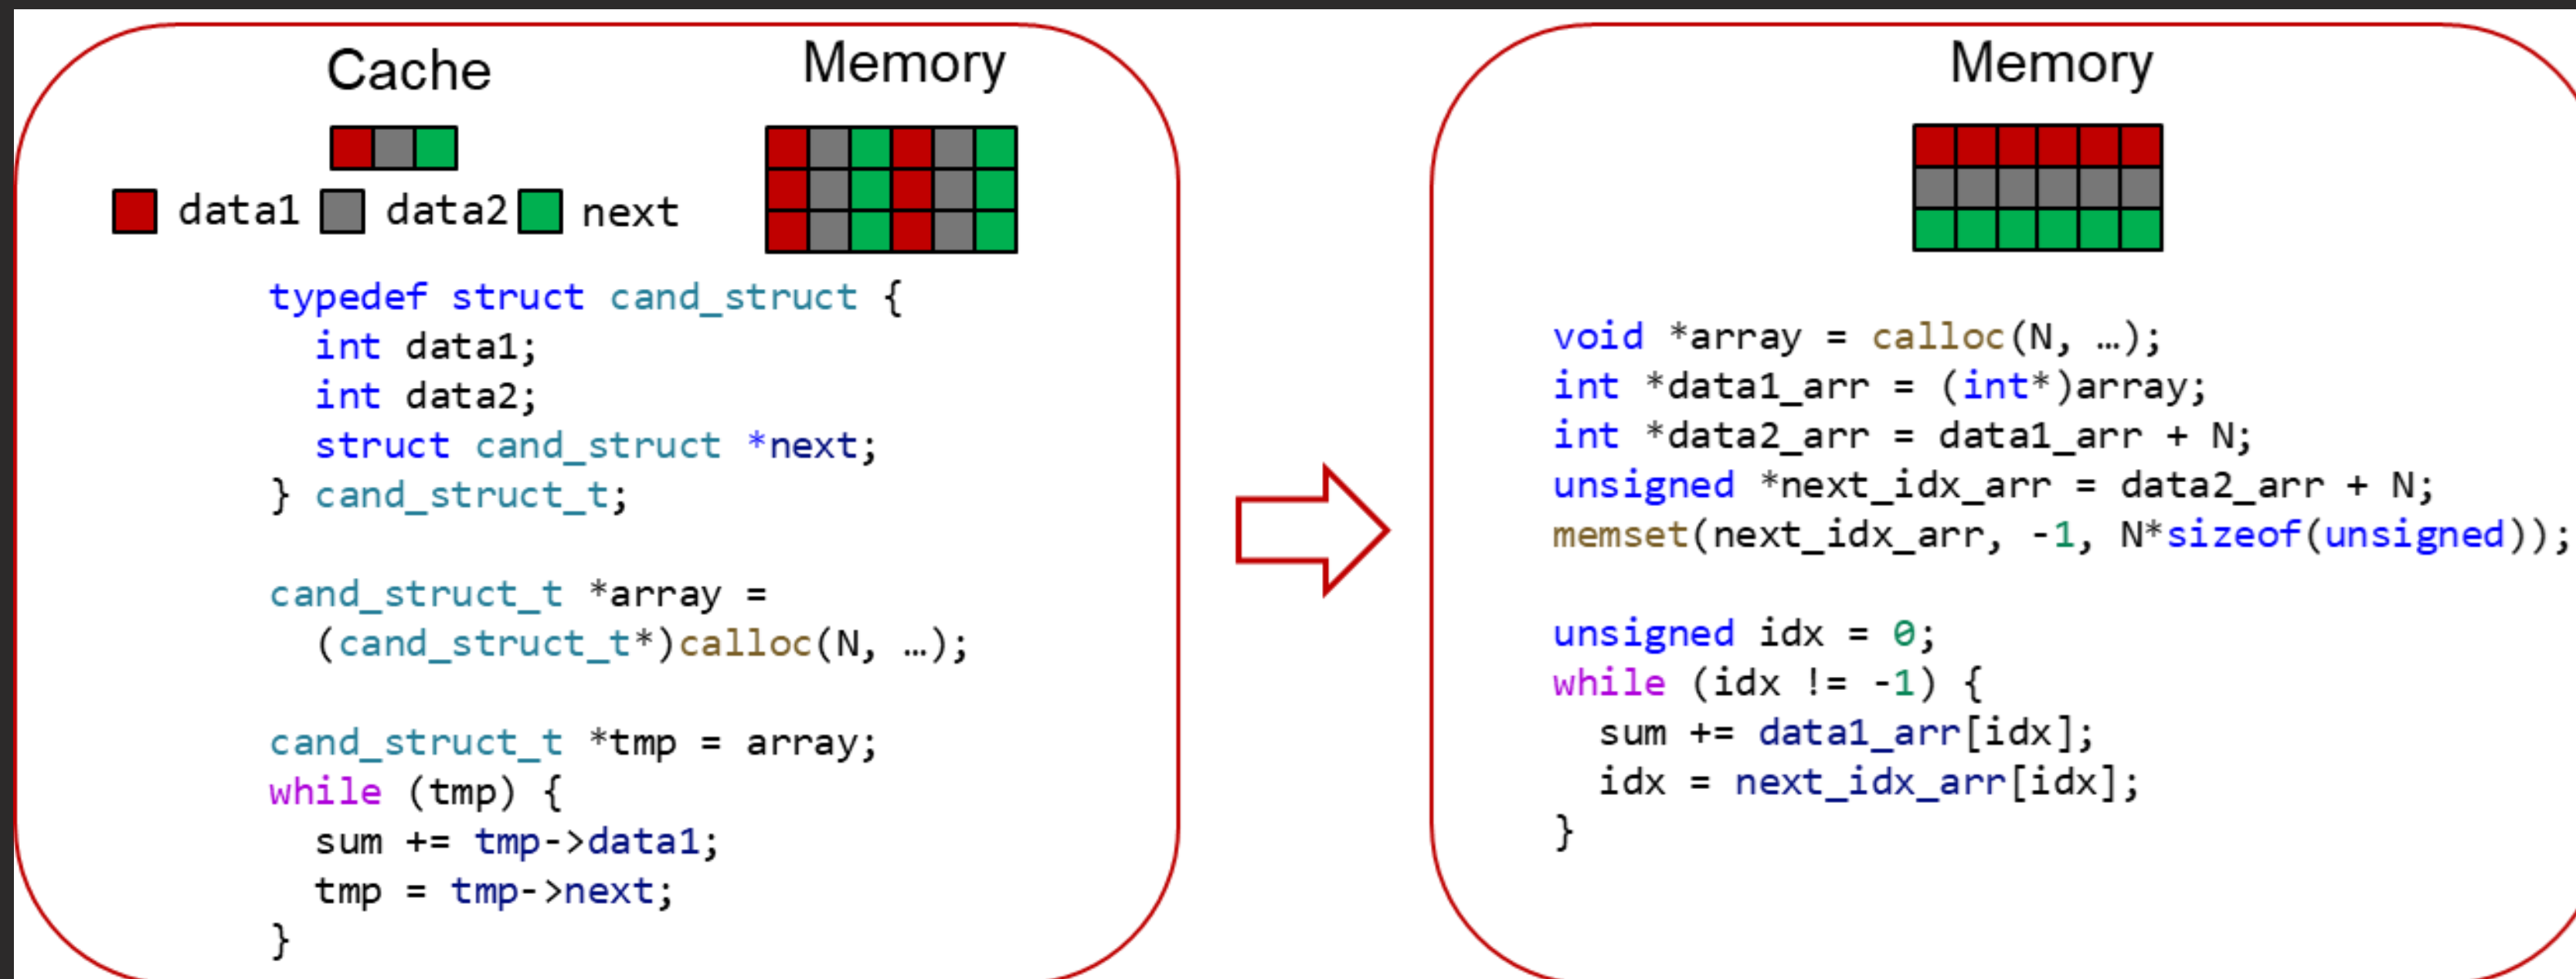 Cache
Memory
data1 data2 next
typedef struct cand_struct {
int data1;
int data2;
struct cand_struct *next;
} cand_struct_t;
cand_struct_t *array =
(cand_struct_t*)calloc(N, …);
cand_struct_t *tmp = array;
while (tmp) {
sum += tmp->data1;
tmp = tmp->next;
}
Memory
void *array = calloc(N, …);
int *data1_arr = (int*)array;
int *data2_arr = data1_arr + N;
unsigned *next_idx_arr = data2_arr + N;
memset(next_idx_arr, -1, N*sizeof(unsigned));
unsigned idx = 0;
while (idx != -1) {
sum += data1_arr[idx];
idx = next_idx_arr[idx];
}